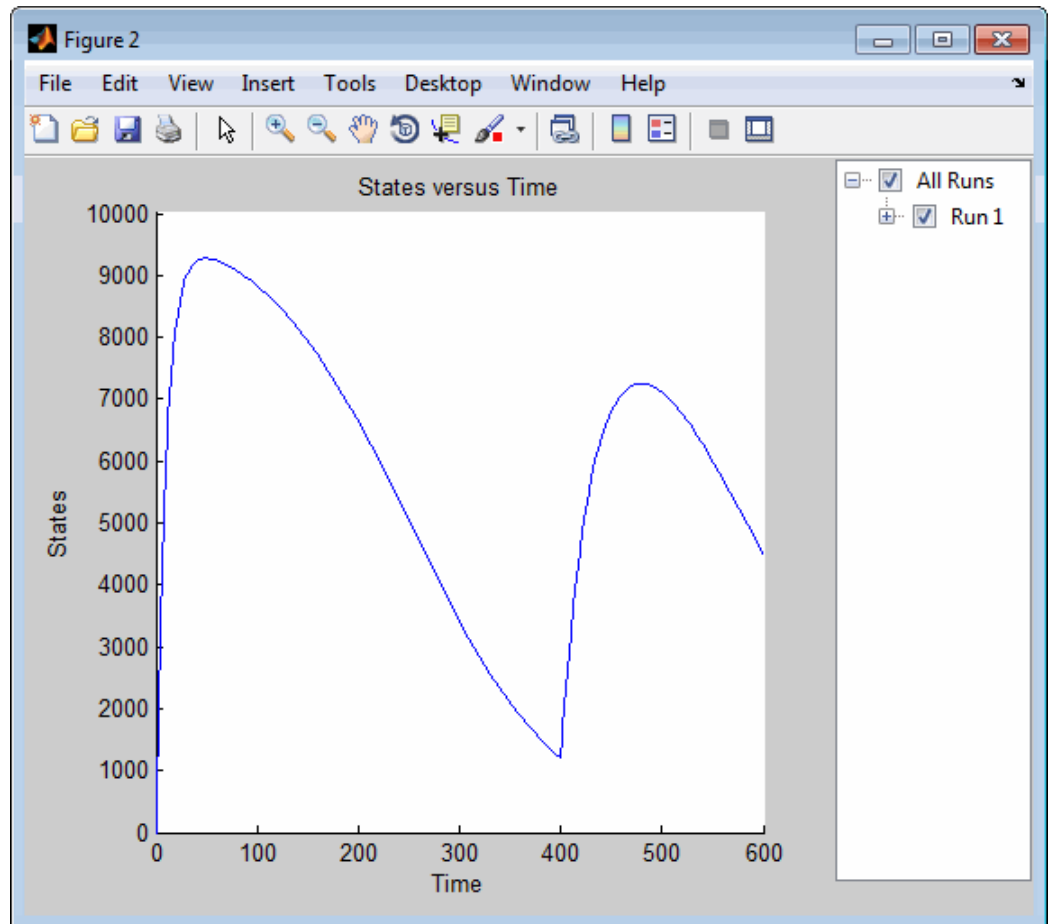 Figure 2
File Edit View Insert Tools Desktop Window Help
States versus Time
10000
9000
8000
7000
6000
5000
4000
3000
2000
1000
0
States
0 100 200 300 400 500 600
Time
All Runs
Run 1